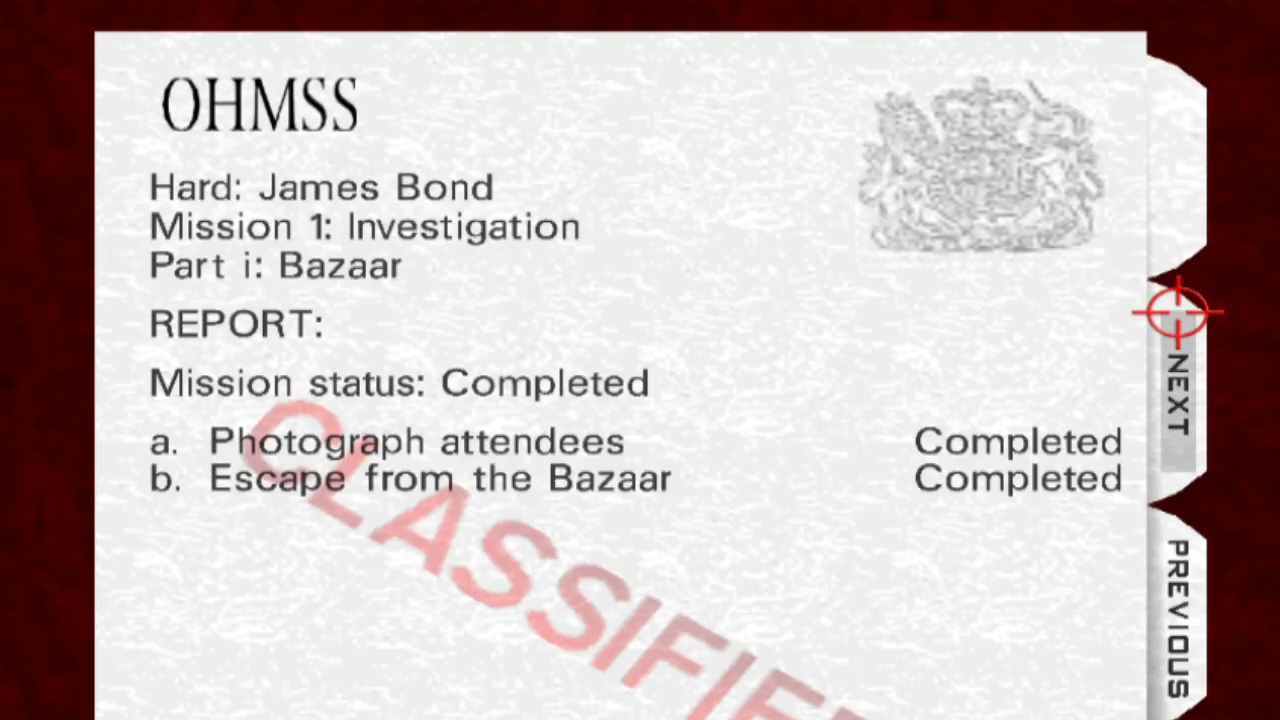 OHMSS
Hard: James Bond
Mission 1: Investigation
Part i: Bazaar
REPORT:
Mission status: Completed
a. Photograph attendees Completed
b. Escape from the Bazaar Completed
CLASSIFIE
NEXT
PREVIOUS